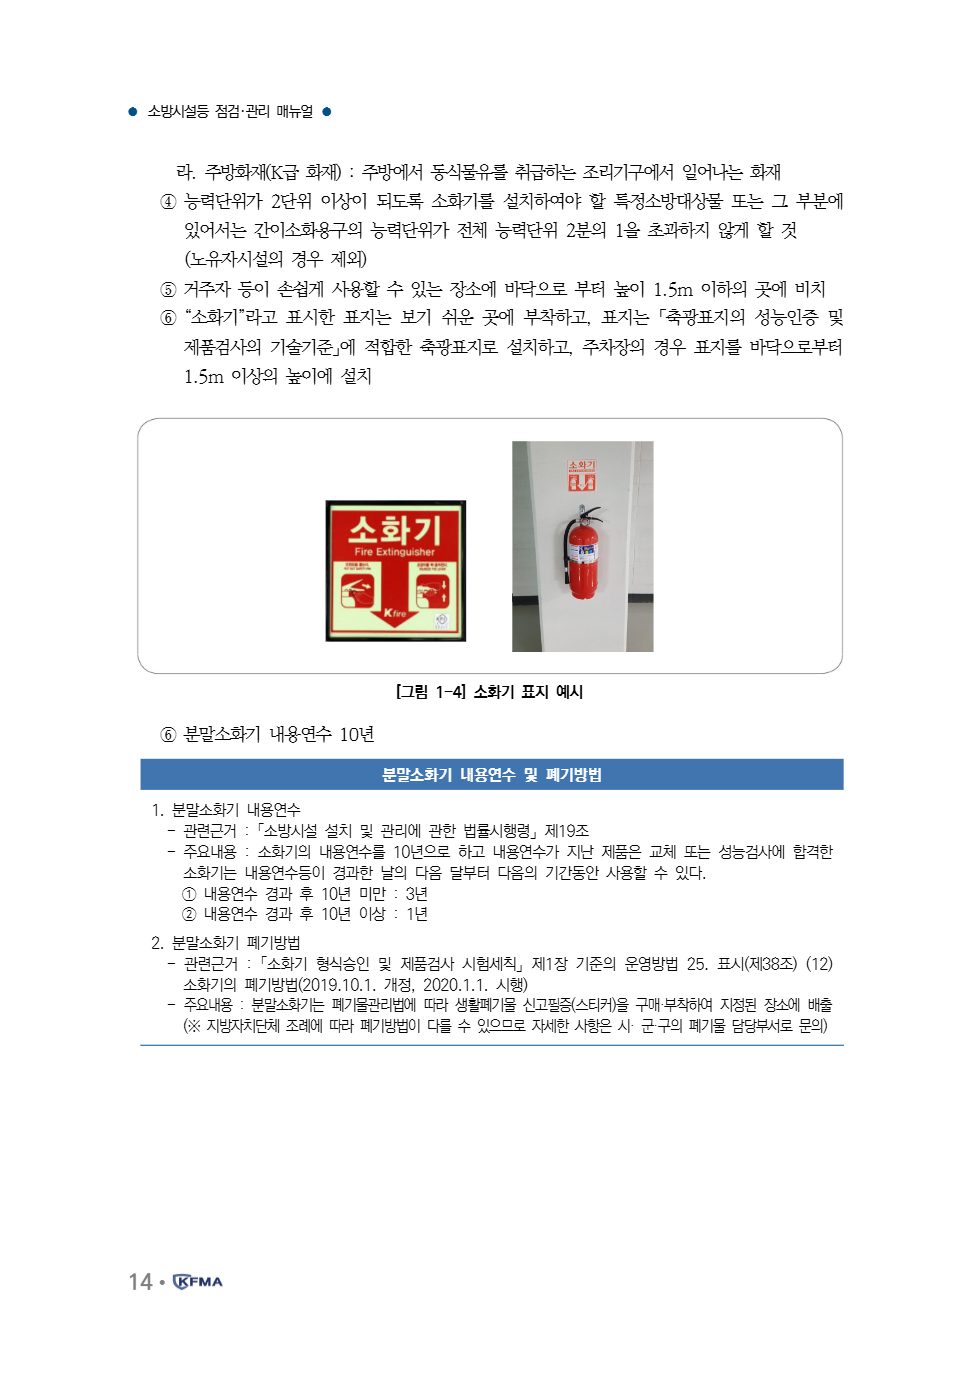 ● 소방시설등 점검·관리 매뉴얼 ●
라. 주방화재(K급 화재) : 주방에서 동식물유를 취급하는 조리기구에서 일어나는 화재
④ 능력단위가 2단위 이상이 되도록 소화기를 설치하여야 할 특정소방대상물 또는 그 부분에
있어서는 간이소화용구의 능력단위가 전체 능력단위 2분의 1을 초과하지 않게 할 것
(노유자시설의 경우 제외)
⑤ 거주자 등이 손쉽게 사용할 수 있는 장소에 바닥으로 부터 높이 1.5m 이하의 곳에 비치
⑥ “소화기”라고 표시한 표지는 보기 쉬운 곳에 부착하고, 표지는 「축광표지의 성능인증 및
제품검사의 기술기준」에 적합한 축광표지로 설치하고, 주차장의 경우 표지를 바닥으로부터
1.5m 이상의 높이에 설치
소화기
Fire Extinguisher
K fire
소화기
[그림 1-4] 소화기 표지 예시
⑥ 분말소화기 내용연수 10년
분말소화기 내용연수 및 폐기방법
1. 분말소화기 내용연수
- 관련근거 : 「소방시설 설치 및 관리에 관한 법률시행령」 제19조
- 주요내용 : 소화기의 내용연수를 10년으로 하고 내용연수가 지난 제품은 교체 또는 성능검사에 합격한
소화기는 내용연수등이 경과한 날의 다음 달부터 다음의 기간동안 사용할 수 있다.
① 내용연수 경과 후 10년 미만 : 3년
② 내용연수 경과 후 10년 이상 : 1년
2. 분말소화기 폐기방법
- 관련근거 : 「소화기 형식승인 및 제품검사 시험세칙」 제1장 기준의 운영방법 25. 표시(제38조) (12)
소화기의 폐기방법(2019.10.1. 개정, 2020.1.1. 시행)
- 주요내용 : 분말소화기는 폐기물관리법에 따라 생활폐기물 신고필증(스티커)을 구매·부착하여 지정된 장소에 배출
(※ 지방자치단체 조례에 따라 폐기방법이 다를 수 있으므로 자세한 사항은 시· 군·구의 폐기물 담당부서로 문의)
14 • KFMA